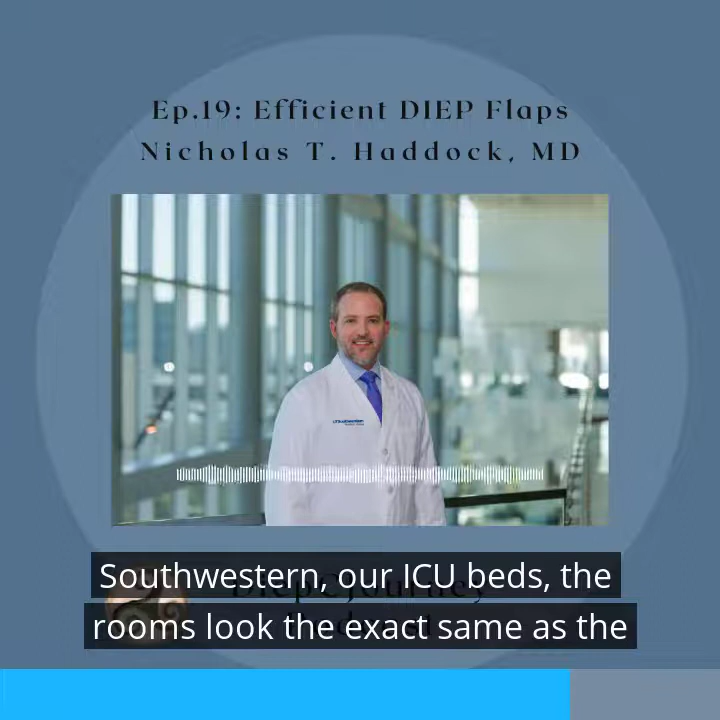 Ep.19: Efficient DIEP Flaps
Nicholas T. Haddock, MD
Southwestern, our ICU beds, the
rooms look the exact same as the